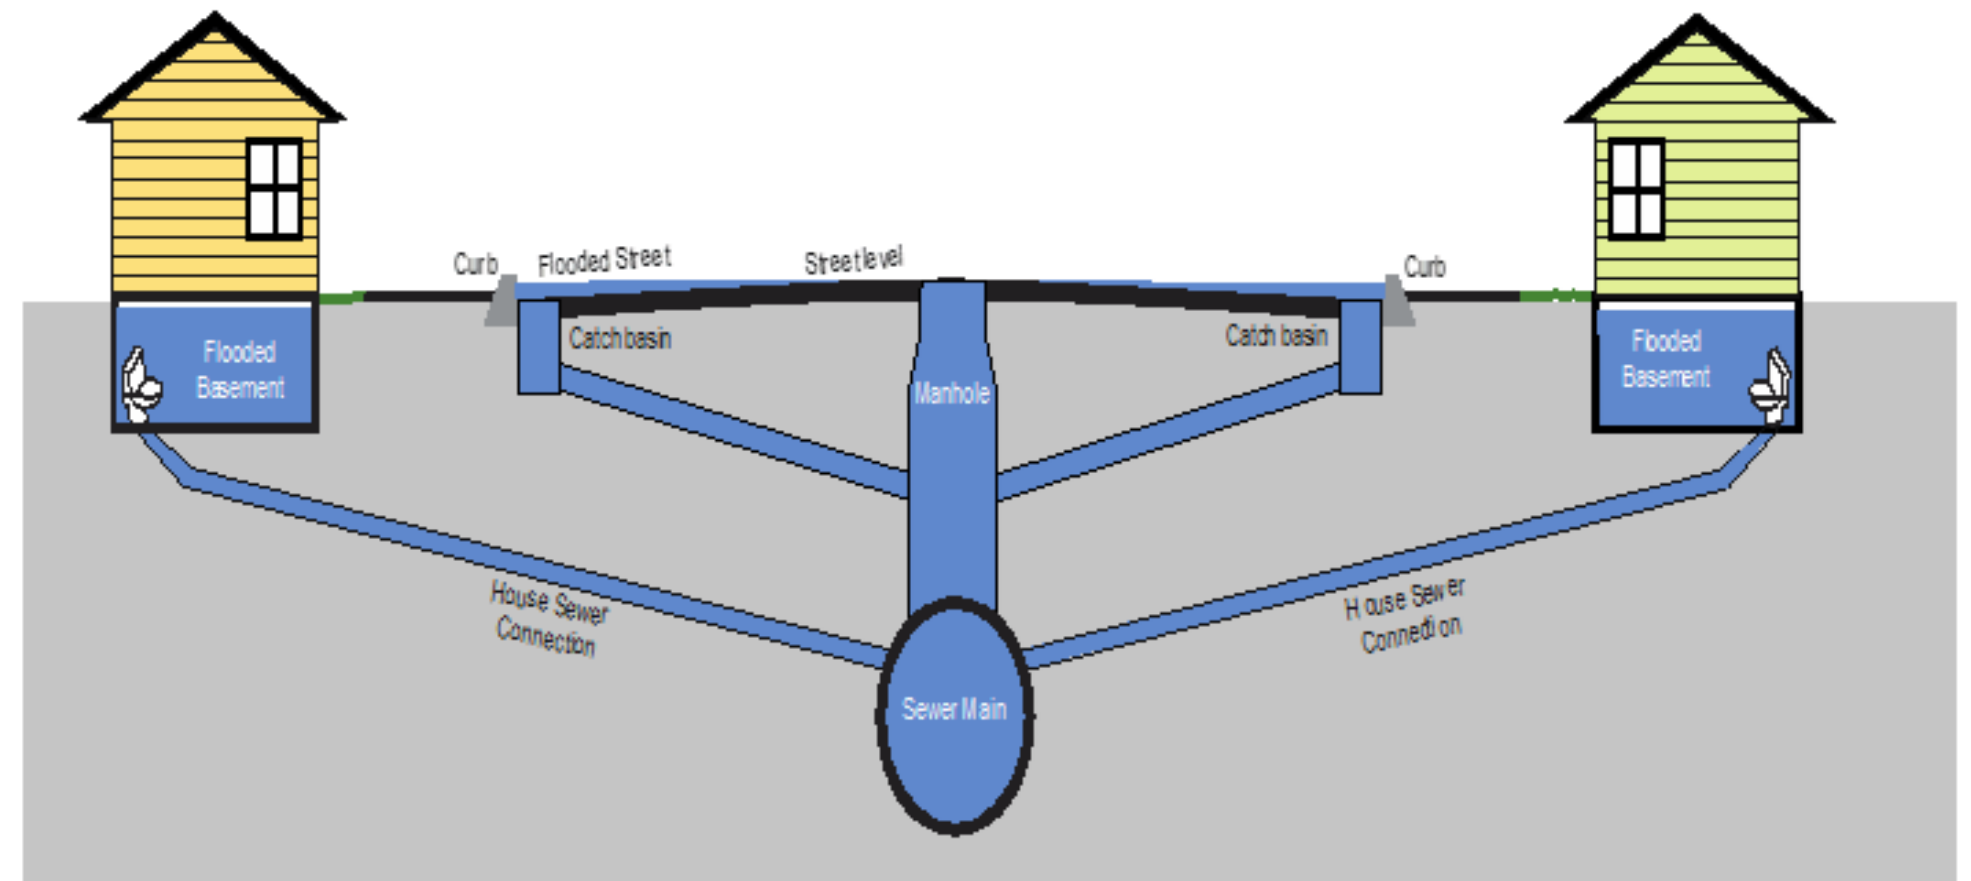 Curb
Flooded Street
Street level
Curb
Catch basin
Catch basin
Flooded
Basement
Flooded
Basement
Manhole
House Sewer
Connection
House Sewer
Connection
Sewer Main